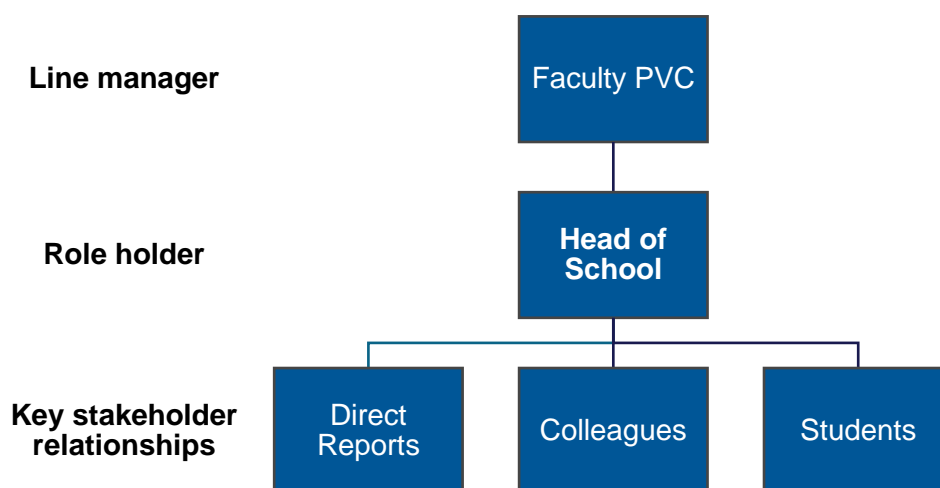 Line manager
Faculty PVC
Role holder
Head of
School
Key stakeholder
relationships
Direct
Reports
Colleagues
Students